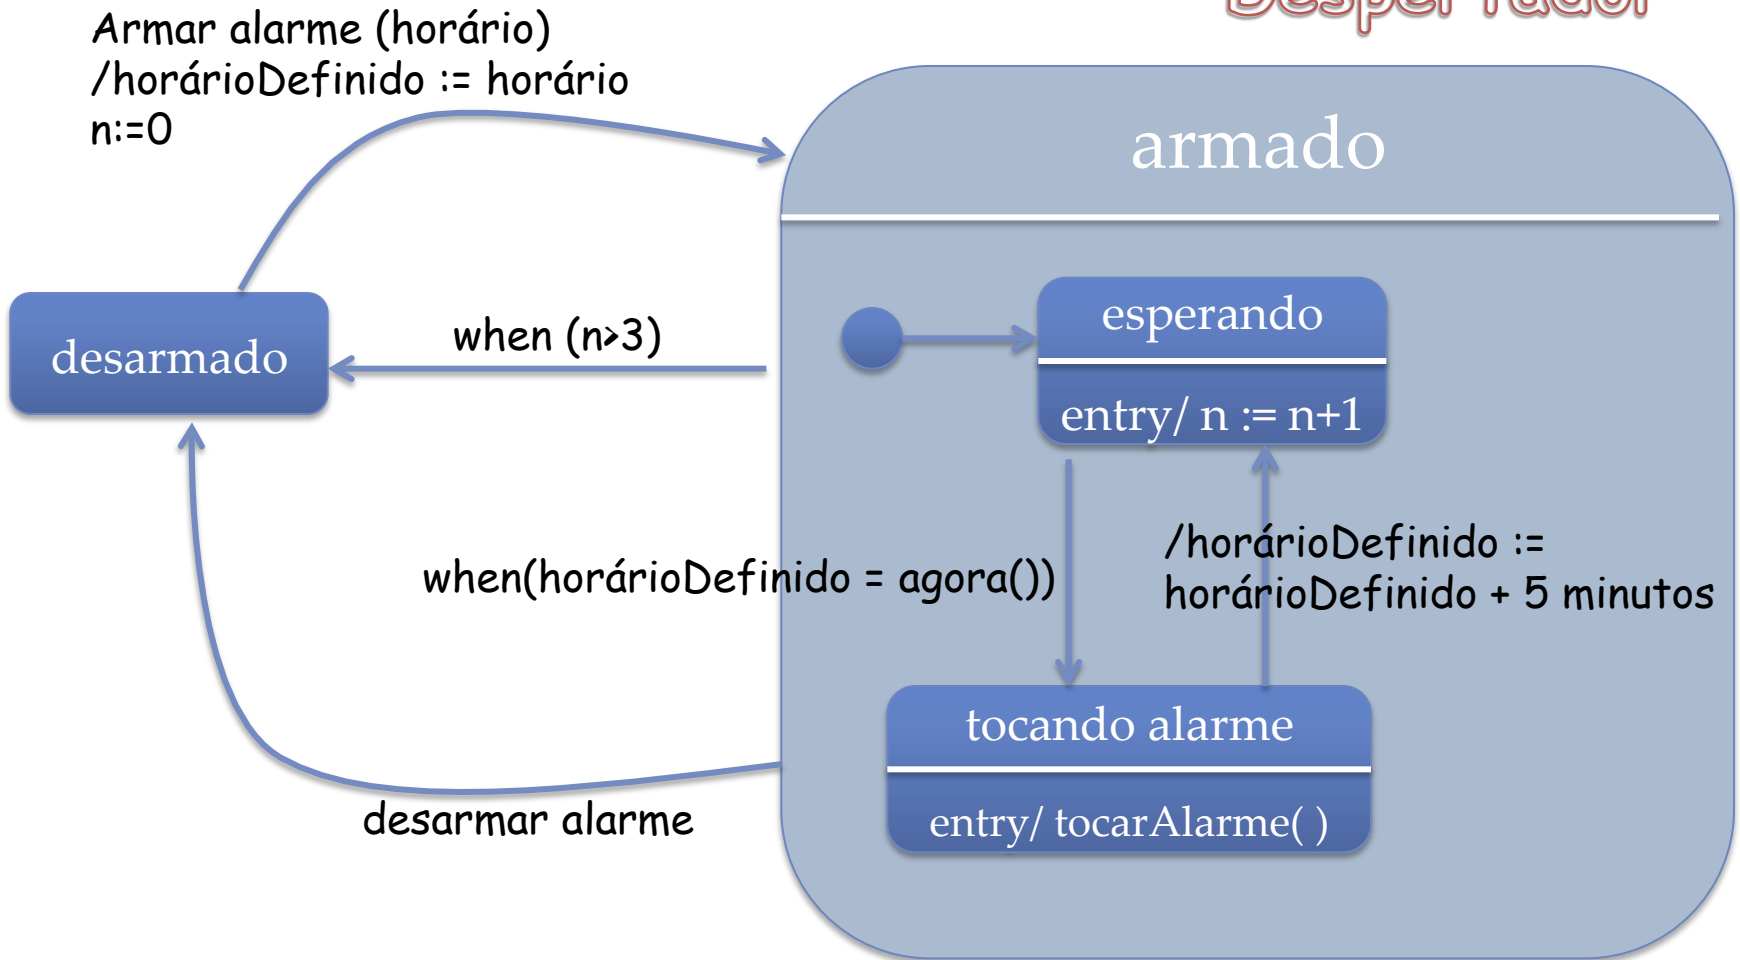 Despertador
Armar alarme (horário)
/horárioDefinido := horário
n:=0
armado
desarmado
when (n>3)
esperando
entry/ n := n+1
when(horárioDefinido = agora())
/horárioDefinido :=
horárioDefinido + 5 minutos
tocando alarme
entry/ tocarAlarme( )
desarmar alarme